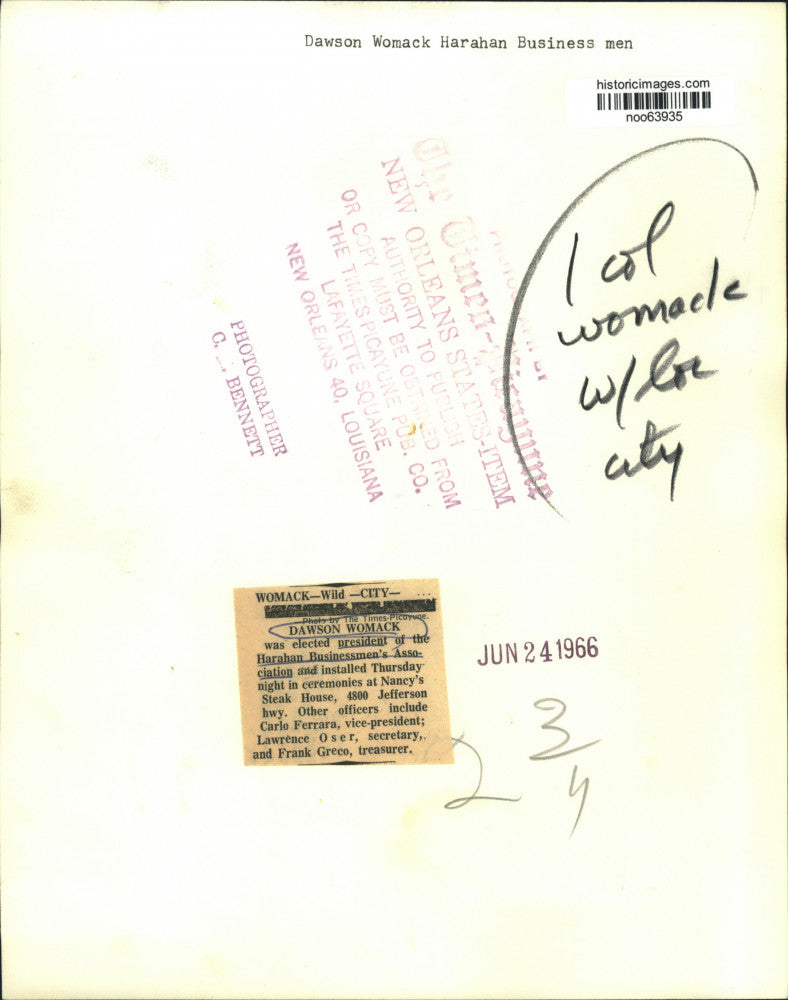 Dawson Womack Harahan Business men
historicimages.com
noo63935
The Times-Picayune
NEW ORLEANS STATES-ITEM
AUTHORITY TO PUBLISH
OR COPY MUST BE OBTAINED FROM
THE TIMES PICAYUNE PUB. CO.
LAFAYETTE SQUARE
NEW ORLEANS 40, LOUISIANA
PHOTOGRAPHER
C. BENNETT
1 col
womack
w/
city
WOMACK—Wild —CITY— ...
Photo by The Times-Picayune.
DAWSON WOMACK
was elected president of the
Harahan Businessmen's Asso-
ciation and installed Thursday
night in ceremonies at Nancy's
Steak House, 4800 Jefferson
hwy. Other officers include
Carlo Ferrara, vice-president;
Lawrence Oser, secretary,
and Frank Greco, treasurer.
JUN 24 1966
2
3
4